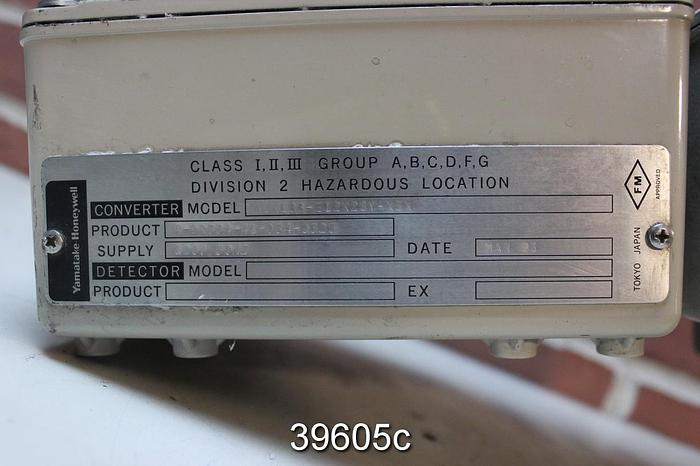 CLASS I,II,III GROUP A,B,C,D,F,G
DIVISION 2 HAZARDOUS LOCATION
Yamatake Honeywell
CONVERTER MODEL
PRODUCT
SUPPLY DATE
DETECTOR MODEL
PRODUCT EX
FM APPROVED
TOKYO JAPAN
39605c